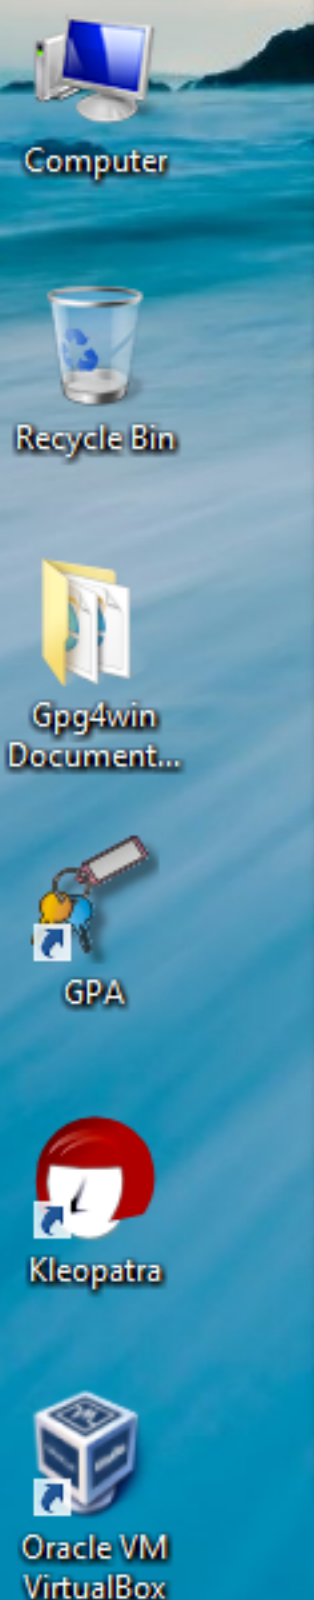 Computer
Recycle Bin
Gpg4win
Document...
GPA
Kleopatra
Oracle VM
VirtualBox